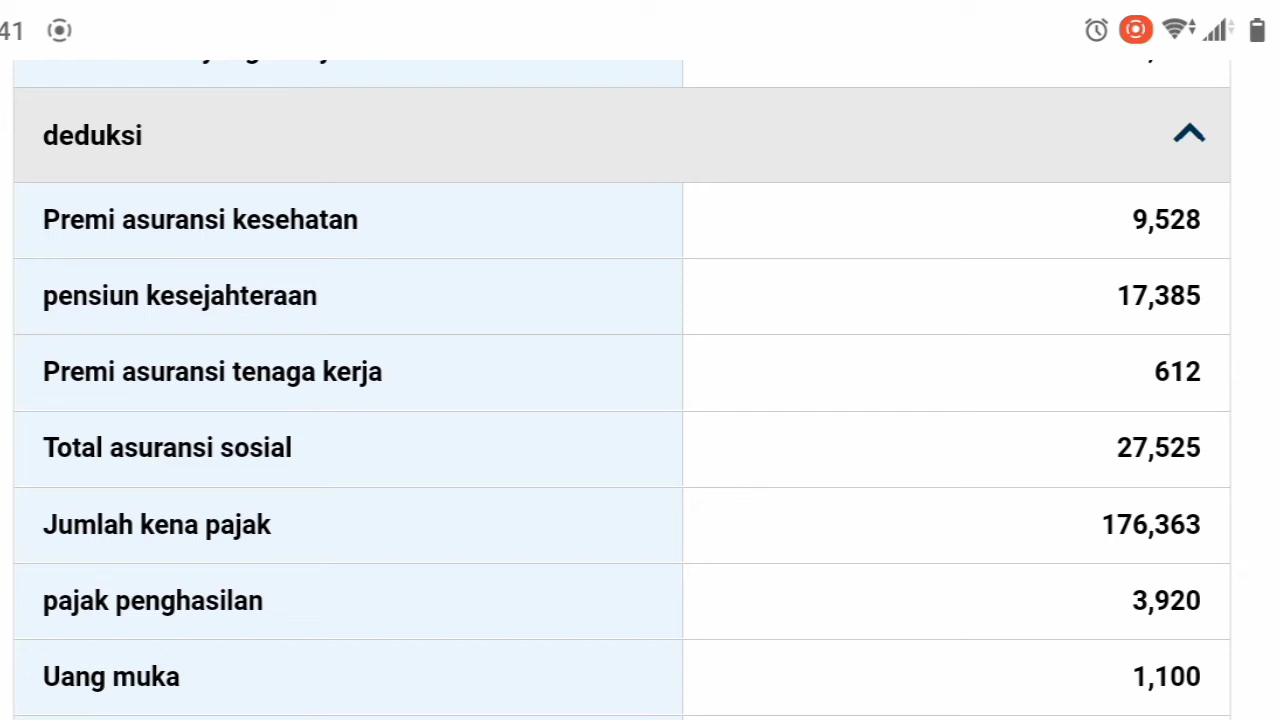 41
deduksi
Premi asuransi kesehatan 9,528
pensiun kesejahteraan 17,385
Premi asuransi tenaga kerja 612
Total asuransi sosial 27,525
Jumlah kena pajak 176,363
pajak penghasilan 3,920
Uang muka 1,100